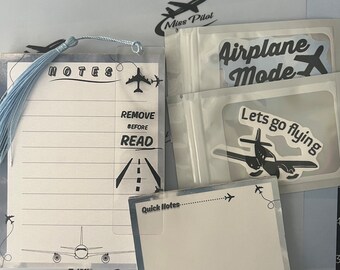 Miss Pilot
NOTES
REMOVE
BEFORE
READ
Airplane
Mode
Lets go flying
Quick Notes